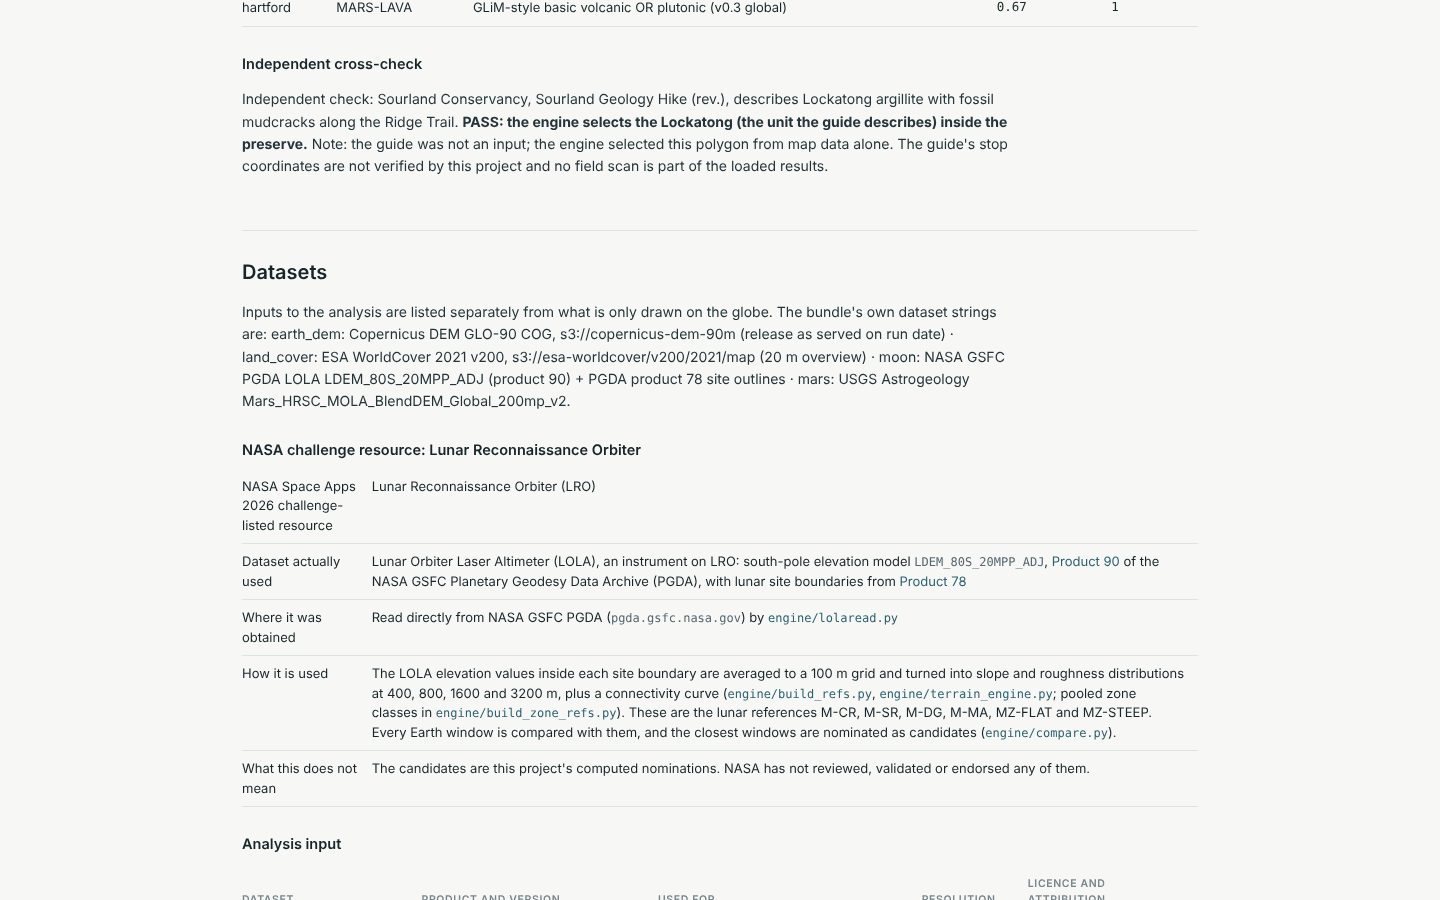 hartford MARS-LAVA GLiM-style basic volcanic OR plutonic (v0.3 global) 0.67 1
Independent cross-check
Independent check: Sourland Conservancy, Sourland Geology Hike (rev.), describes Lockatong argillite with fossil
mudcracks along the Ridge Trail. PASS: the engine selects the Lockatong (the unit the guide describes) inside the
preserve. Note: the guide was not an input; the engine selected this polygon from map data alone. The guide's stop
coordinates are not verified by this project and no field scan is part of the loaded results.
Datasets
Inputs to the analysis are listed separately from what is only drawn on the globe. The bundle's own dataset strings
are: earth_dem: Copernicus DEM GLO-90 COG, s3://copernicus-dem-90m (release as served on run date) ·
land_cover: ESA WorldCover 2021 v200, s3://esa-worldcover/v200/2021/map (20 m overview) · moon: NASA GSFC
PGDA LOLA LDEM_80S_20MPP_ADJ (product 90) + PGDA product 78 site outlines · mars: USGS Astrogeology
Mars_HRSC_MOLA_BlendDEM_Global_200mp_v2.
NASA challenge resource: Lunar Reconnaissance Orbiter
NASA Space Apps Lunar Reconnaissance Orbiter (LRO)
2026 challenge-
listed resource
Dataset actually Lunar Orbiter Laser Altimeter (LOLA), an instrument on LRO: south-pole elevation model LDEM_80S_20MPP_ADJ, Product 90 of the
used NASA GSFC Planetary Geodesy Data Archive (PGDA), with lunar site boundaries from Product 78
Where it was Read directly from NASA GSFC PGDA (pgda.gsfc.nasa.gov) by engine/lolaread.py
obtained
How it is used The LOLA elevation values inside each site boundary are averaged to a 100 m grid and turned into slope and roughness distributions
at 400, 800, 1600 and 3200 m, plus a connectivity curve (engine/build_refs.py, engine/terrain_engine.py; pooled zone
classes in engine/build_zone_refs.py). These are the lunar references M-CR, M-SR, M-DG, M-MA, MZ-FLAT and MZ-STEEP.
Every Earth window is compared with them, and the closest windows are nominated as candidates (engine/compare.py).
What this does not The candidates are this project's computed nominations. NASA has not reviewed, validated or endorsed any of them.
mean
Analysis input
LICENCE AND
DATASET PRODUCT AND VERSION USED FOR RESOLUTION ATTRIBUTION